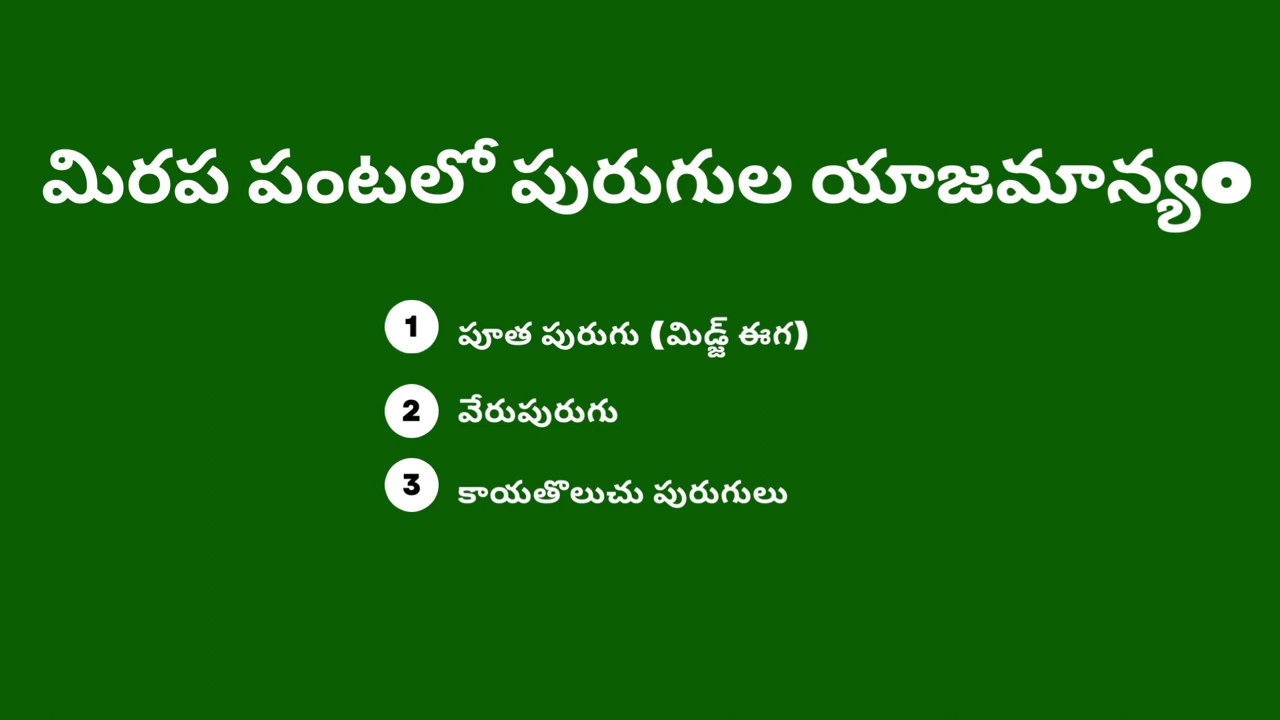 మిరప పంటలో పురుగుల యాజమాన్యం
1 పూత పురుగు (మిడ్జ్ ఈగ)
2 వేరుపురుగు
3 కాయతొలుచు పురుగులు